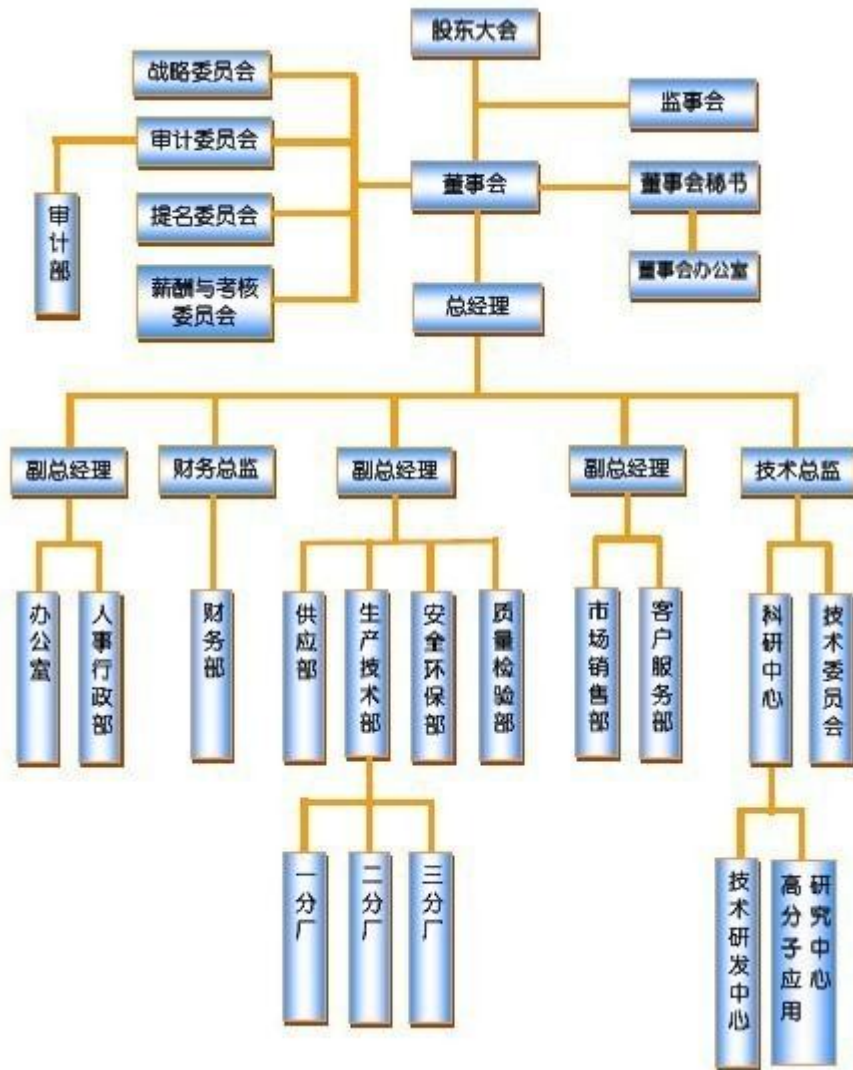 股东大会
战略委员会
监事会
审计委员会
董事会
董事会秘书
审计部
提名委员会
董事会办公室
薪酬与考核
委员会
总经理
副总经理
财务总监
副总经理
副总经理
技术总监
办公室
人事行政部
财务部
供应部
生产技术部
安全环保部
质量检验部
市场销售部
客户服务部
科研中心
技术委员会
一分厂
二分厂
三分厂
技术研发中心
高分子应用
研究中心